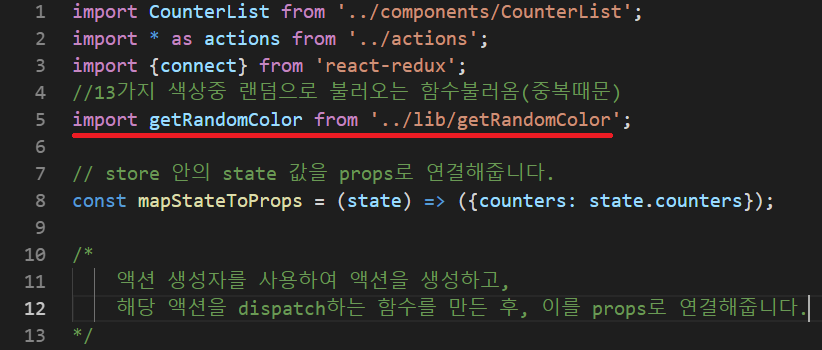 1 import CounterList from '../components/CounterList';
2 import * as actions from '../actions';
3 import {connect} from 'react-redux';
4 //13가지 색상중 랜덤으로 불러오는 함수불러옴(중복때문)
5 import getRandomColor from '../lib/getRandomColor';
6
7 // store 안의 state 값을 props로 연결해줍니다.
8 const mapStateToProps = (state) => ({counters: state.counters});
9
10 /*
11 액션 생성자를 사용하여 액션을 생성하고,
12 해당 액션을 dispatch하는 함수를 만든 후, 이를 props로 연결해줍니다.
13 */